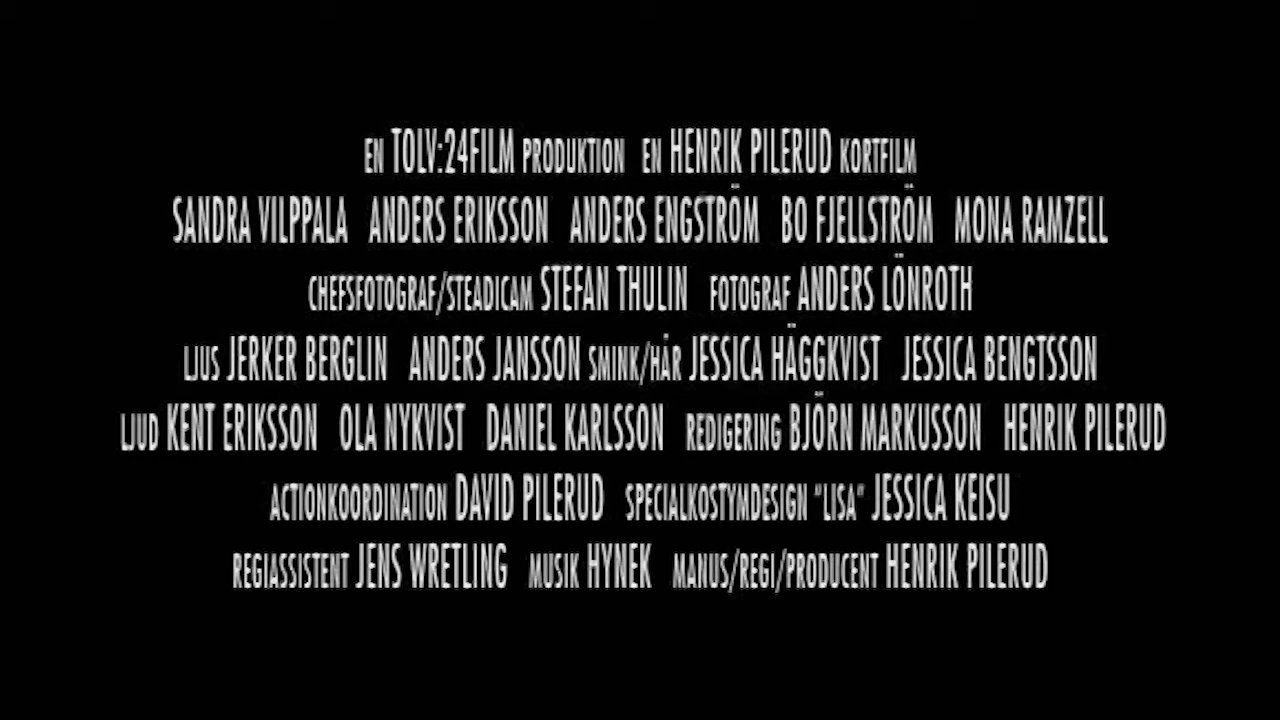 EN TOLV:24FILM PRODUKTION EN HENRIK PILERUD KORTFILM
SANDRA VILPPALA ANDERS ERIKSSON ANDERS ENGSTRÖM BO FJELLSTRÖM MONA RAMZELL
CHEFSFOTOGRAF/STEADICAM STEFAN THULIN FOTOGRAF ANDERS LÖNROTH
LJUS JERKER BERGLIN ANDERS JANSSON SMINK/HÅR JESSICA HÄGGKVIST JESSICA BENGTSSON
LJUD KENT ERIKSSON OLA NYKVIST DANIEL KARLSSON REDIGERING BJÖRN MARKUSSON HENRIK PILERUD
ACTIONKOORDINATION DAVID PILERUD SPECIALKOSTYMDESIGN “LISA” JESSICA KEISU
REGIASSISTENT JENS WRETLING MUSIK HYNEK MANUS/REGI/PRODUCENT HENRIK PILERUD